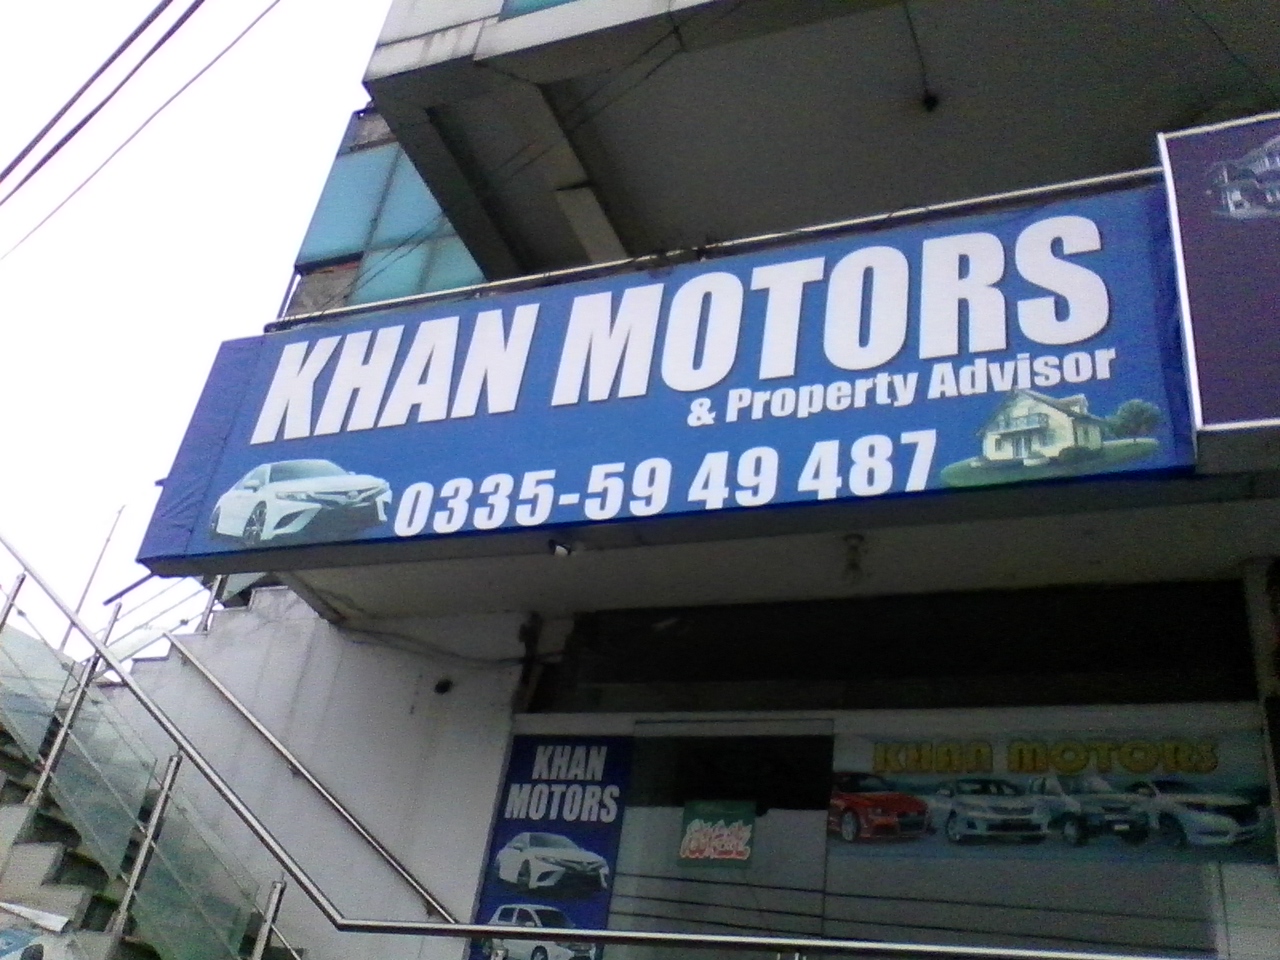 KHAN MOTORS
& Property Advisor
0335-59 49 487
KHAN
MOTORS
KHAN MOTORS